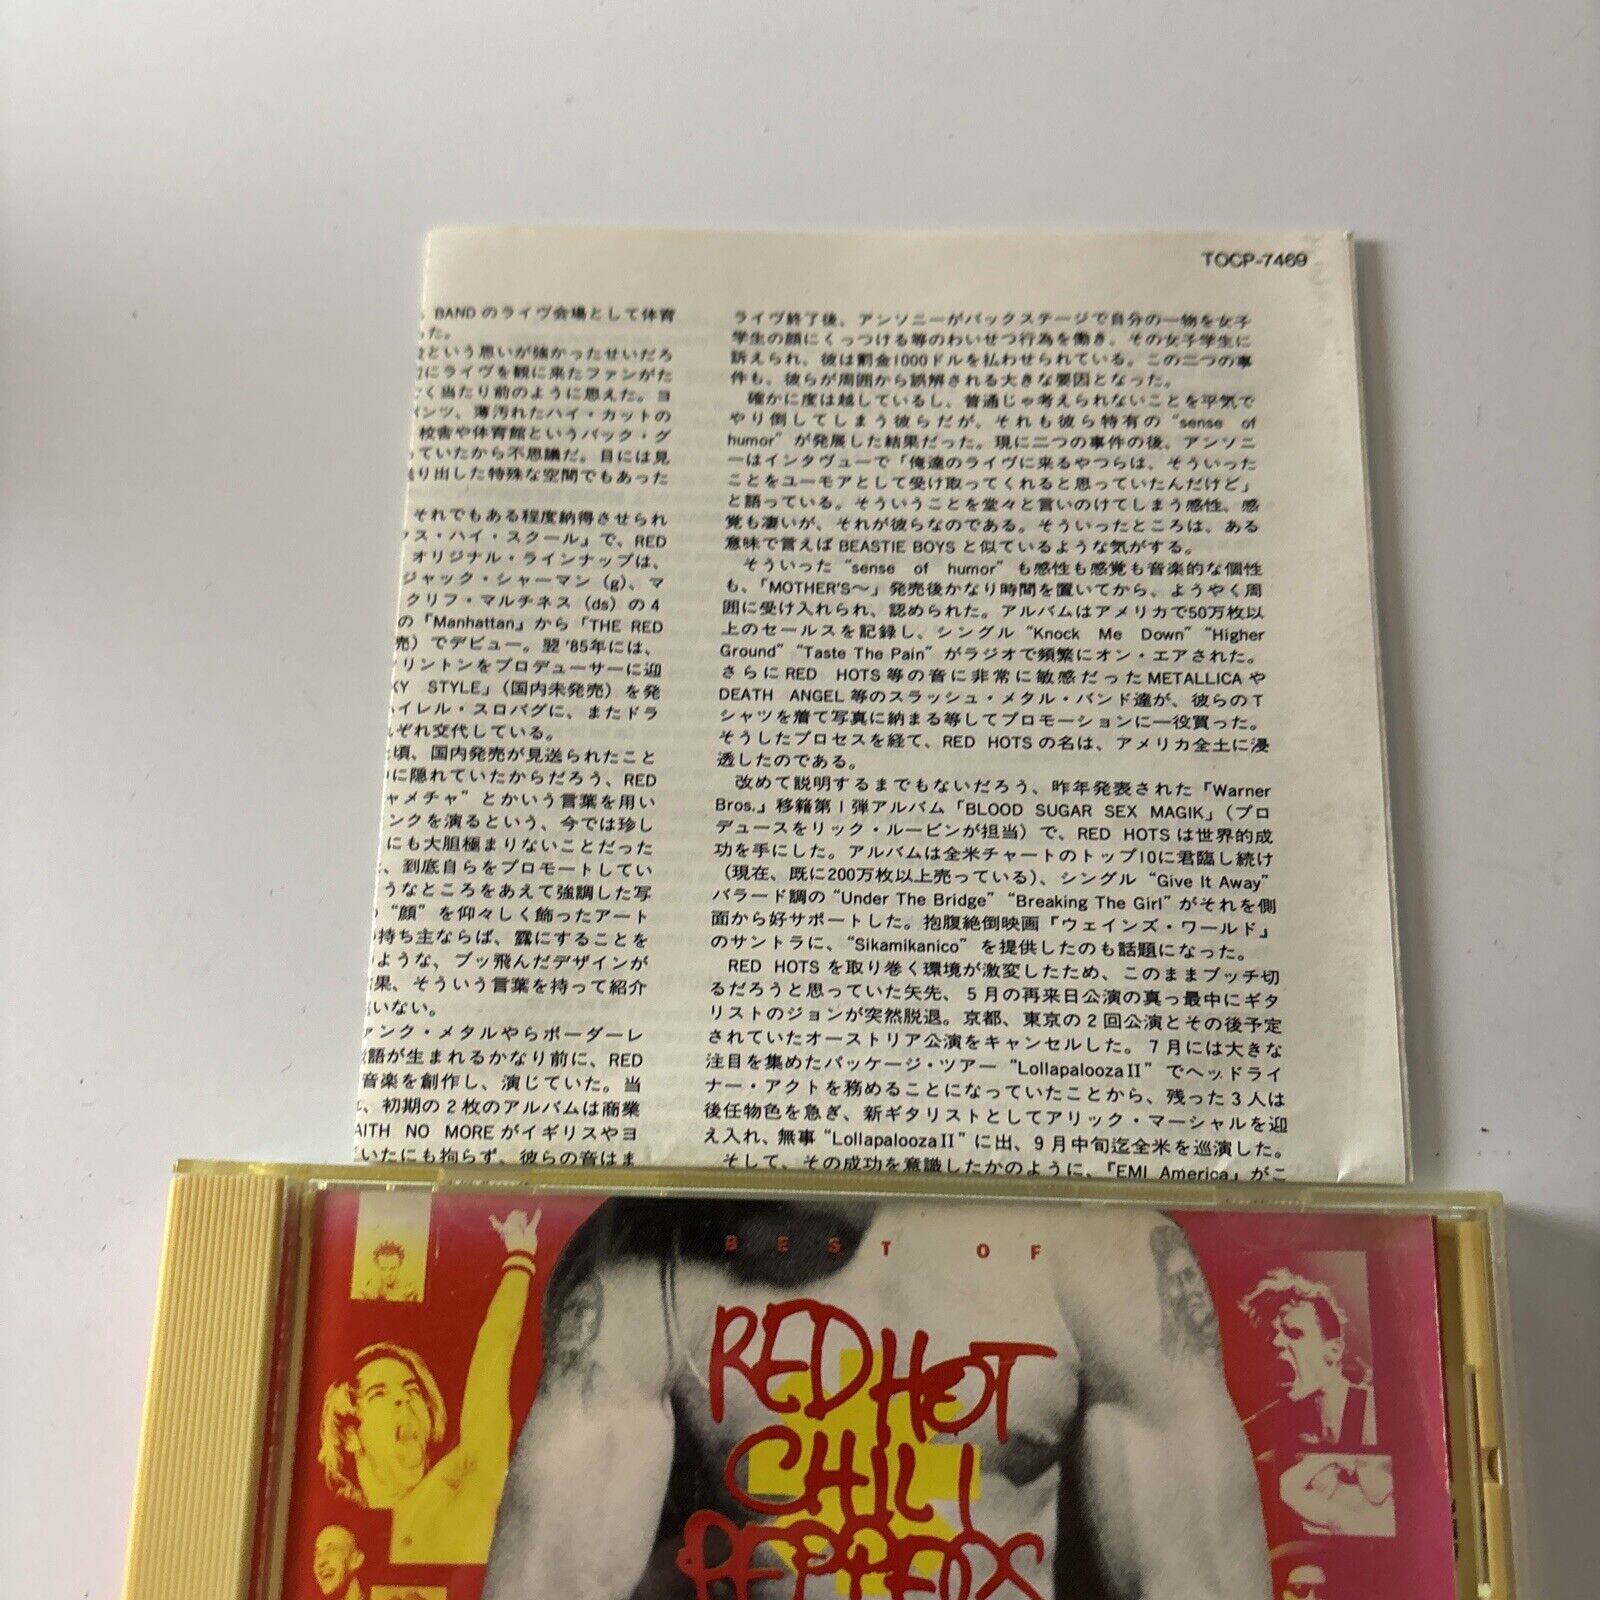 TOCP-7469
BANDのライヴ会場として体育
った。
という思いが強かったせいだろ
にライヴを観に来たファンがた
く当たり前のように思えた。ヨ
パンツ、薄汚れたハイ・カットの
校舎や体育館というバック・グ
っていたから不思議だ。目には見
り出した特殊な空間でもあった
それでもある程度納得させられ
クス・ハイ・スクール」で、RED
オリジナル・ラインナップは、
ジャック・シャーマン(g)、マ
クリフ・マルチネス(ds)の4
の「Manhattan」から「THE RED
売)でデビュー。翌'85年には、
リントンをプロデューサーに迎
KY STYLE」(国内未発売)を発
ハイレル・スロバグに、またドラ
れぞれ交代している。
頃、国内発売が見送られたこと
に隠れていたからだろう、RED
ャメチャ"とかいう言葉を用い
ンクを演るという、今では珍し
にも大胆極まりないことだった
、到底自らをプロモートしてい
うなところをあえて強調した写
"顔"を仰々しく飾ったアート
持ち主ならば、露にすることを
ような、ブッ飛んだデザインが
果、そういう言葉を持って紹介
いない。
ァンク・メタルやらボーダーレ
語が生まれるかなり前に、RED
音楽を創作し、演じていた。当
、初期の2枚のアルバムは商業
AITH NO MOREがイギリスやヨ
ていたにも拘らず、彼らの音はま
ライヴ終了後、アンソニーがバックステージで自分の一物を女子
学生の顔にくっつける等のわいせつ行為を働き、その女子学生に
訴えられ、彼は罰金1000ドルを払わせられている。この二つの事
件も、彼らが周囲から誤解される大きな要因となった。
確かに度は越しているし、普通じゃ考えられないことを平気で
やり倒してしまう彼らだが、それも彼ら特有の"sense of
humor"が発展した結果だった。現に二つの事件の後、アンソニ
ーはインタヴューで「俺達のライヴに来るやつらは、そういった
ことをユーモアとして受け取ってくれると思っていたんだけど」
と語っている。そういうことを堂々と言いのけてしまう感性、感
覚も凄いが、それが彼らなのである。そういったところは、ある
意味で言えばBEASTIE BOYSと似ているような気がする。
そういった"sense of humor"も感性も感覚も音楽的な個性
も、「MOTHER'S〜」発売後かなり時間を置いてから、ようやく周
囲に受け入れられ、認められた。アルバムはアメリカで50万枚以
上のセールスを記録し、シングル"Knock Me Down" "Higher
Ground" "Taste The Pain"がラジオで頻繁にオン・エアされた。
さらにRED HOTS等の音に非常に敏感だったMETALLICAや
DEATH ANGEL等のスラッシュ・メタル・バンド達が、彼らのT
シャツを着て写真に納まる等してプロモーションに一役買った。
そうしたプロセスを経て、RED HOTSの名は、アメリカ全土に浸
透したのである。
改めて説明するまでもないだろう、昨年発表された「Warner
Bros.」移籍第1弾アルバム「BLOOD SUGAR SEX MAGIK」(プロ
デュースをリック・ルービンが担当)で、RED HOTSは世界的成
功を手にした。アルバムは全米チャートのトップ10に君臨し続け
(現在、既に200万枚以上売っている)、シングル"Give It Away"
バラード調の"Under The Bridge" "Breaking The Girl"がそれを側
面から好サポートした。抱腹絶倒映画「ウェインズ・ワールド」
のサントラに、"Sikamikanico"を提供したのも話題になった。
RED HOTSを取り巻く環境が激変したため、このままブッチ切
るだろうと思っていた矢先、5月の再来日公演の真っ最中にギタ
リストのジョンが突然脱退。京都、東京の2回公演とその後予定
されていたオーストリア公演をキャンセルした。7月には大きな
注目を集めたパッケージ・ツアー"LollapaloozaⅡ"でヘッドライ
ナー・アクトを務めることになっていたことから、残った3人は
後任物色を急ぎ、新ギタリストとしてアリック・マーシャルを迎
え入れ、無事"LollapaloozaⅡ"に出、9月中旬迄全米を巡演した。
そして、その成功を意識したかのように、「EMI America」がこ
BEST OF
RED HOT
CHILI
PEPPERS